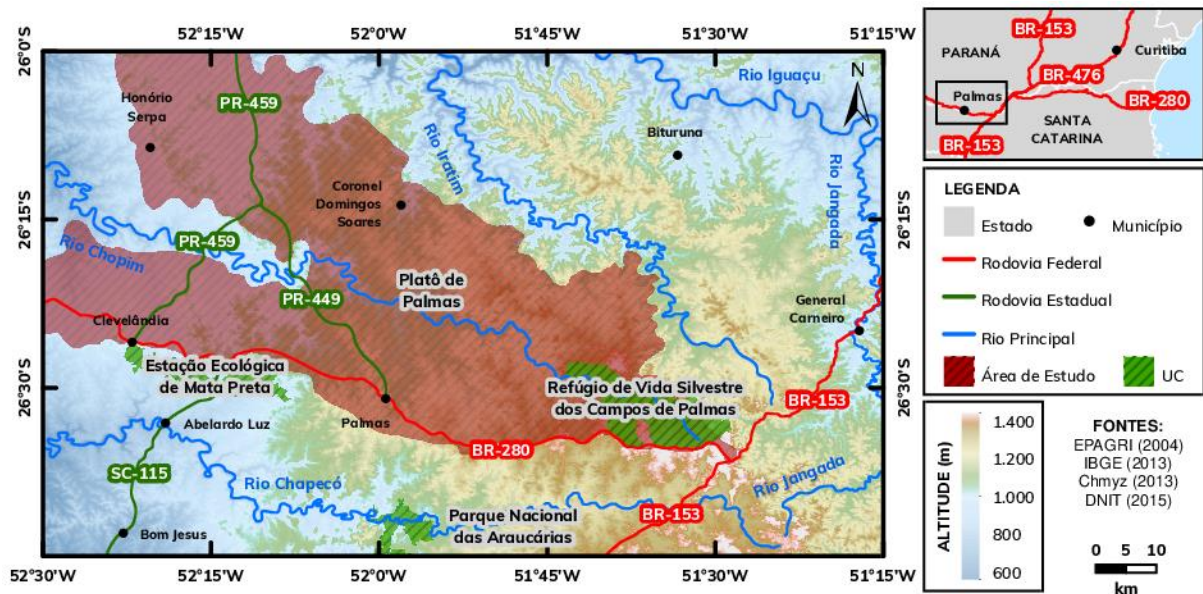 52°15'W
52°0'W
51°45'W
51°30'W
51°15'W
26°0'S
26°15'S
26°30'S
Honório
Serpa
PR-459
Rio Iguaçu
N
Rio Iratim
Bituruna
Rio Jangada
Coronel
Domingos
Soares
PR-459
Rio Chopim
Platô de
Palmas
PR-449
General
Carneiro
Clevelândia
Estação Ecológica
de Mata Preta
Refúgio de Vida Silvestre
dos Campos de Palmas
BR-153
Palmas
Abelardo Luz
BR-280
SC-115
Rio Chapecó
Rio Jangada
Parque Nacional
das Araucárias
BR-153
Bom Jesus
26°0'S
26°15'S
26°30'S
52°30'W
52°15'W
52°0'W
51°45'W
51°30'W
51°15'W
BR-153
PARANÁ
Curitiba
BR-476
Palmas
BR-280
SANTA
CATARINA
BR-153
LEGENDA
Estado
Município
Rodovia Federal
Rodovia Estadual
Rio Principal
Área de Estudo
UC
ALTITUDE (m)
1.400
1.200
1.000
800
600
FONTES:
EPAGRI (2004)
IBGE (2013)
Chmyz (2013)
DNIT (2015)
0 5 10
km